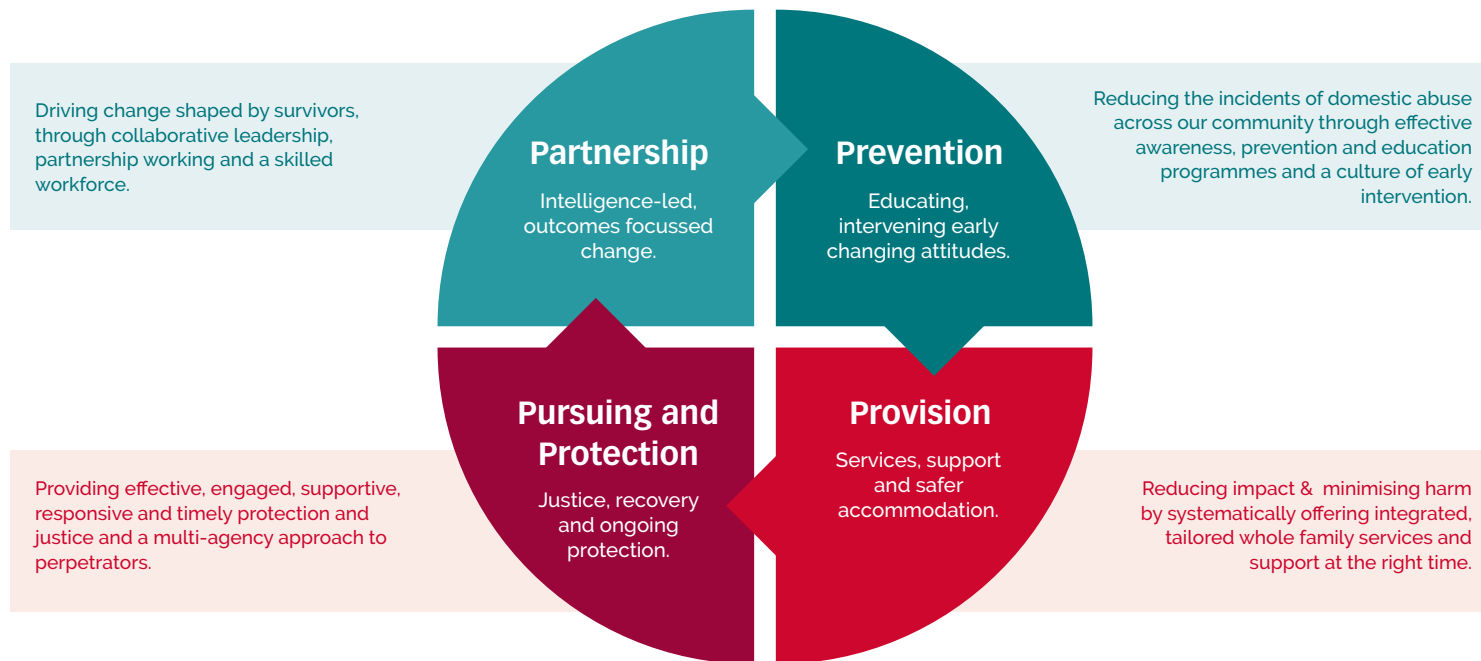 Driving change shaped by survivors,
through collaborative leadership,
partnership working and a skilled
workforce.
Partnership
Intelligence-led,
outcomes focussed
change.
Prevention
Educating,
intervening early
changing attitudes.
Reducing the incidents of domestic abuse
across our community through effective
awareness, prevention and education
programmes and a culture of early
intervention.
Providing effective, engaged, supportive,
responsive and timely protection and
justice and a multi-agency approach to
perpetrators.
Pursuing and
Protection
Justice, recovery
and ongoing
protection.
Provision
Services, support
and safer
accommodation.
Reducing impact &  minimising harm
by systematically offering integrated,
tailored whole family services and
support at the right time.